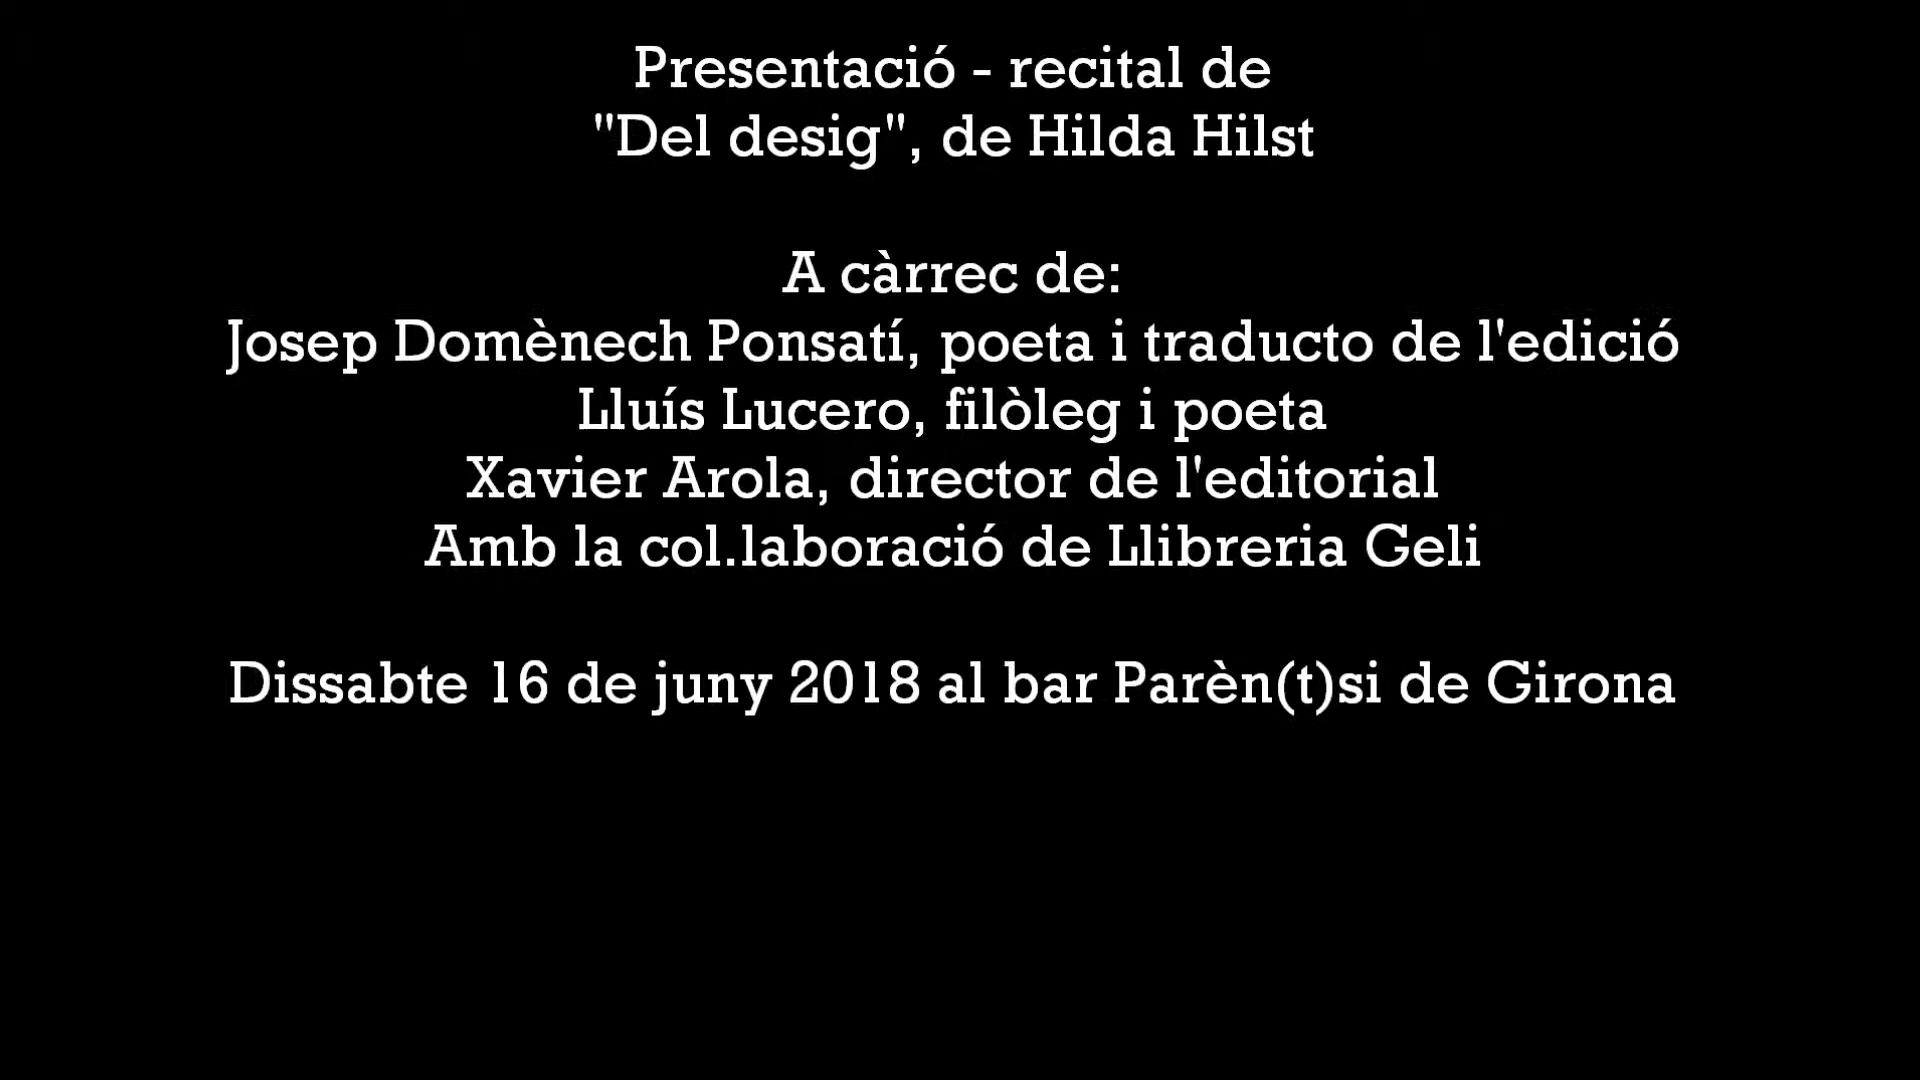 Presentació - recital de
"Del desig", de Hilda Hilst
A càrrec de:
Josep Domènech Ponsatí, poeta i traducto de l'edició
Lluís Lucero, filòleg i poeta
Xavier Arola, director de l'editorial
Amb la col.laboració de Llibreria Geli
Dissabte 16 de juny 2018 al bar Parèn(t)si de Girona